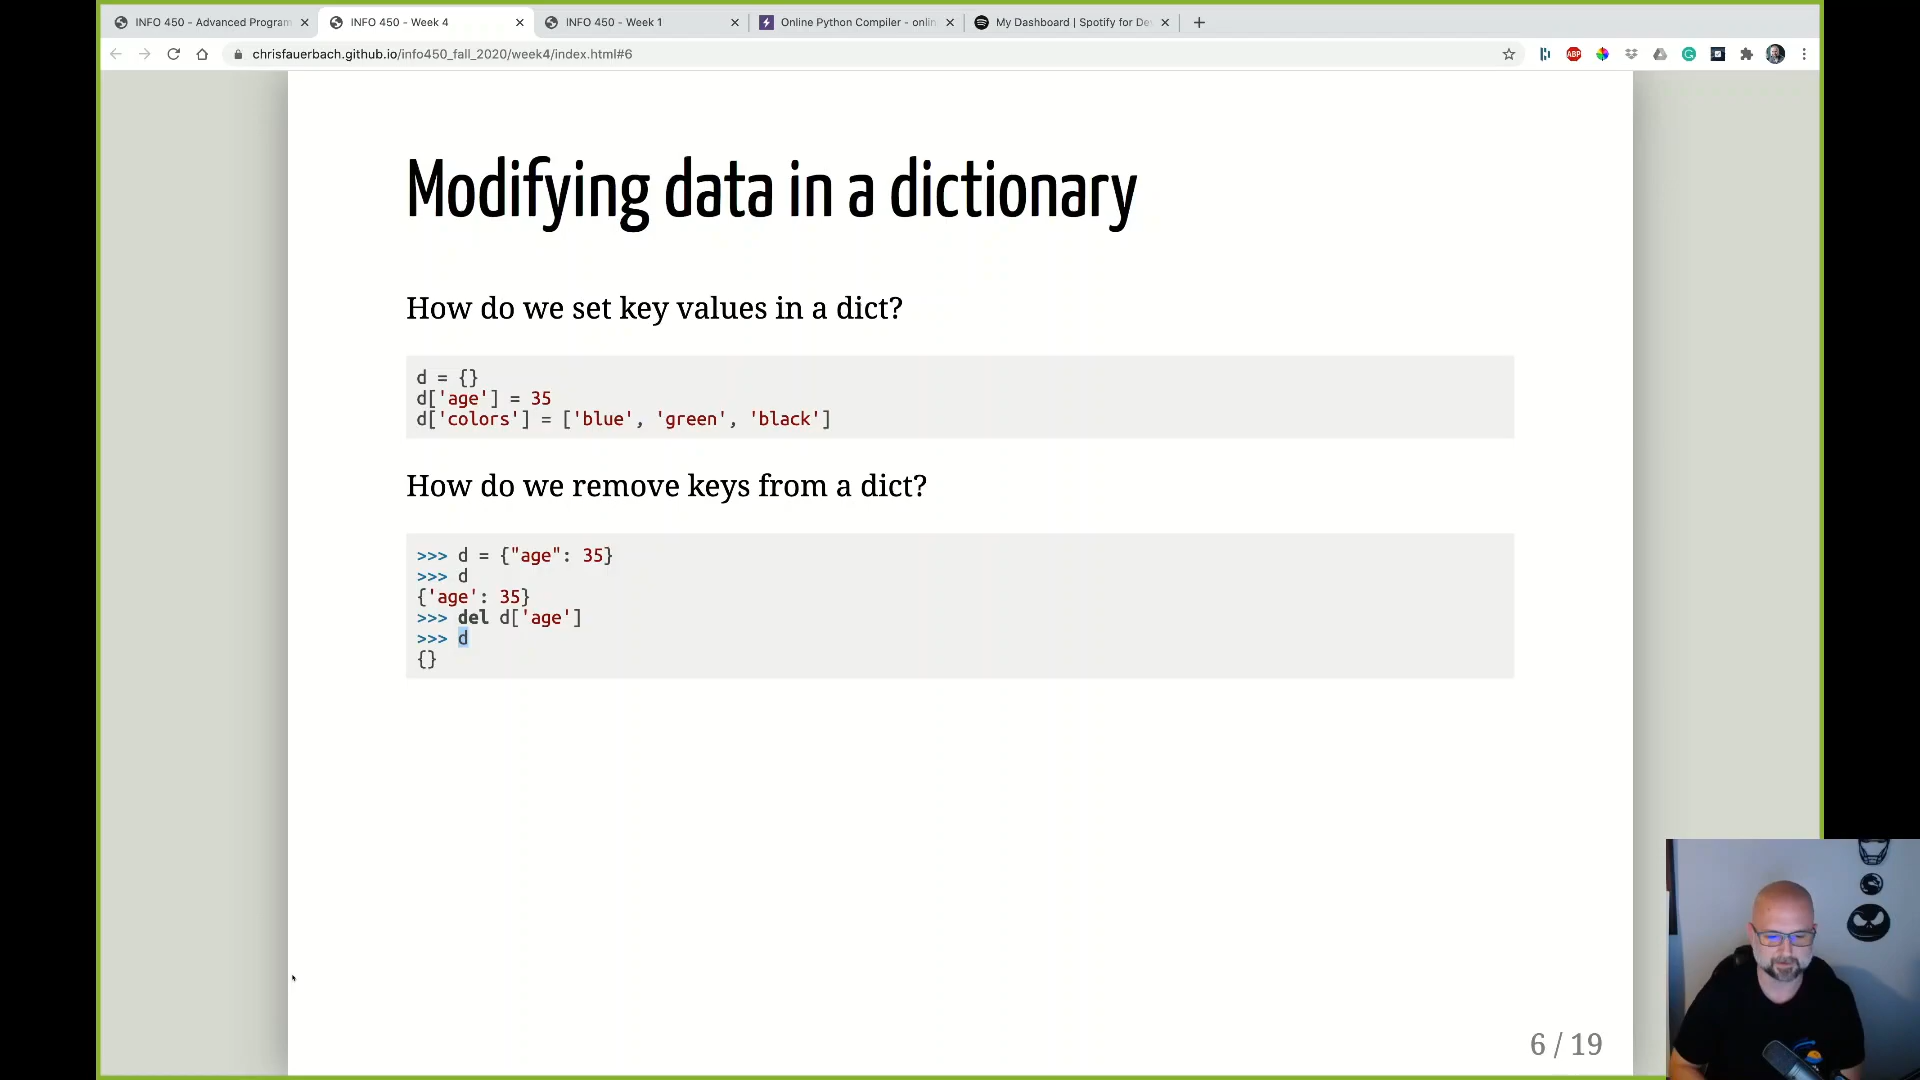 INFO 450 - Advanced Program
INFO 450 - Week 4
INFO 450 - Week 1
Online Python Compiler - onlin
My Dashboard | Spotify for De
chrisfauerbach.github.io/info450_fall_2020/week4/index.html#6
ABP
Modifying data in a dictionary
How do we set key values in a dict?
d = {}
d['age'] = 35
d['colors'] = ['blue', 'green', 'black']
How do we remove keys from a dict?
>>> d = {"age": 35}
>>> d
{'age': 35}
>>> del d['age']
>>> d
{}
6 / 19